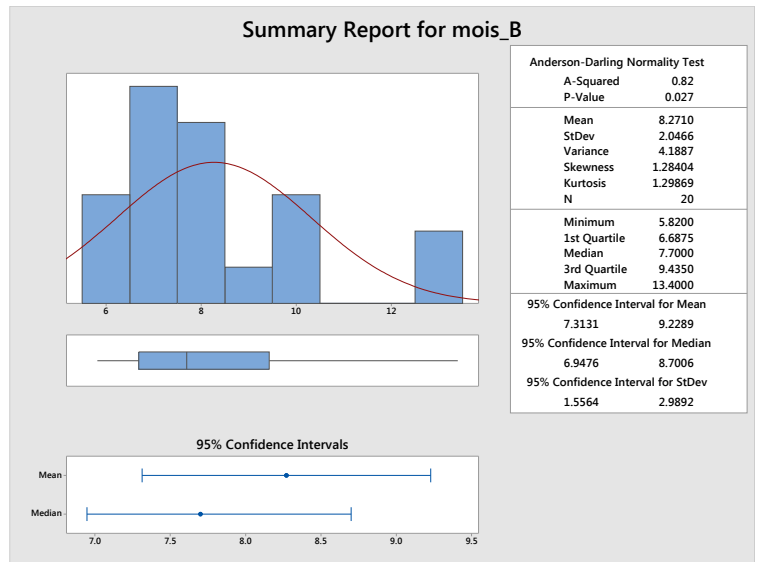 Summary Report for mois_B
6 8 10 12
95% Confidence Intervals
Mean
Median
7.0 7.5 8.0 8.5 9.0 9.5
Anderson-Darling Normality Test
A-Squared 0.82
P-Value 0.027
Mean 8.2710
StDev 2.0466
Variance 4.1887
Skewness 1.28404
Kurtosis 1.29869
N 20
Minimum 5.8200
1st Quartile 6.6875
Median 7.7000
3rd Quartile 9.4350
Maximum 13.4000
95% Confidence Interval for Mean
7.3131 9.2289
95% Confidence Interval for Median
6.9476 8.7006
95% Confidence Interval for StDev
1.5564 2.9892